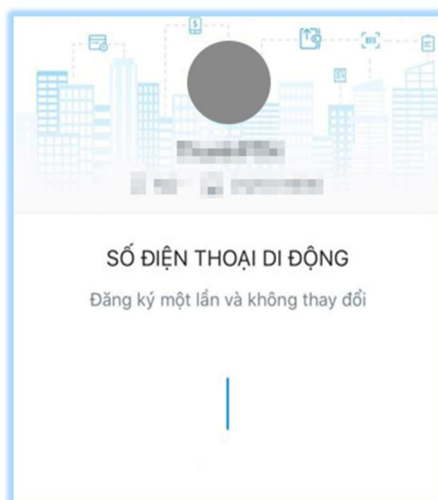 SỐ ĐIỆN THOẠI DI ĐỘNG
Đăng ký một lần và không thay đổi